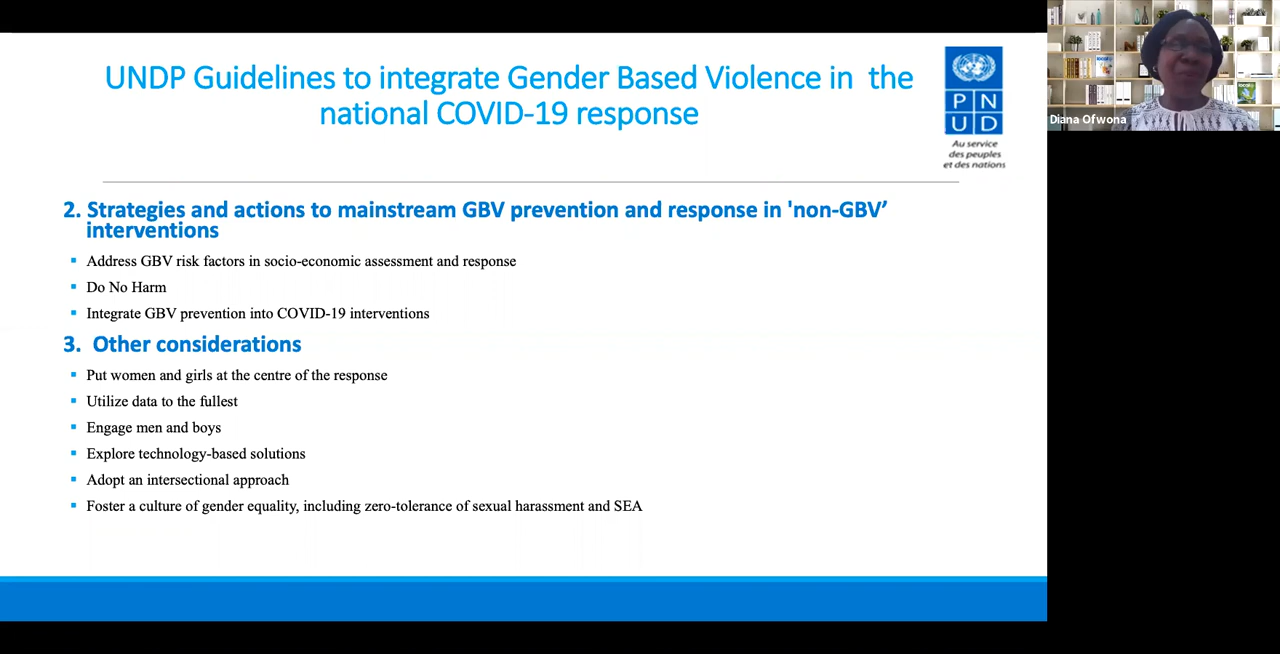 UNDP Guidelines to integrate Gender Based Violence in the
national COVID-19 response
P N
U D
Au service
des peuples
et des nations
Diana Ofwona
2. Strategies and actions to mainstream GBV prevention and response in 'non-GBV’
interventions
▪ Address GBV risk factors in socio-economic assessment and response
▪ Do No Harm
▪ Integrate GBV prevention into COVID-19 interventions
3. Other considerations
▪ Put women and girls at the centre of the response
▪ Utilize data to the fullest
▪ Engage men and boys
▪ Explore technology-based solutions
▪ Adopt an intersectional approach
▪ Foster a culture of gender equality, including zero-tolerance of sexual harassment and SEA